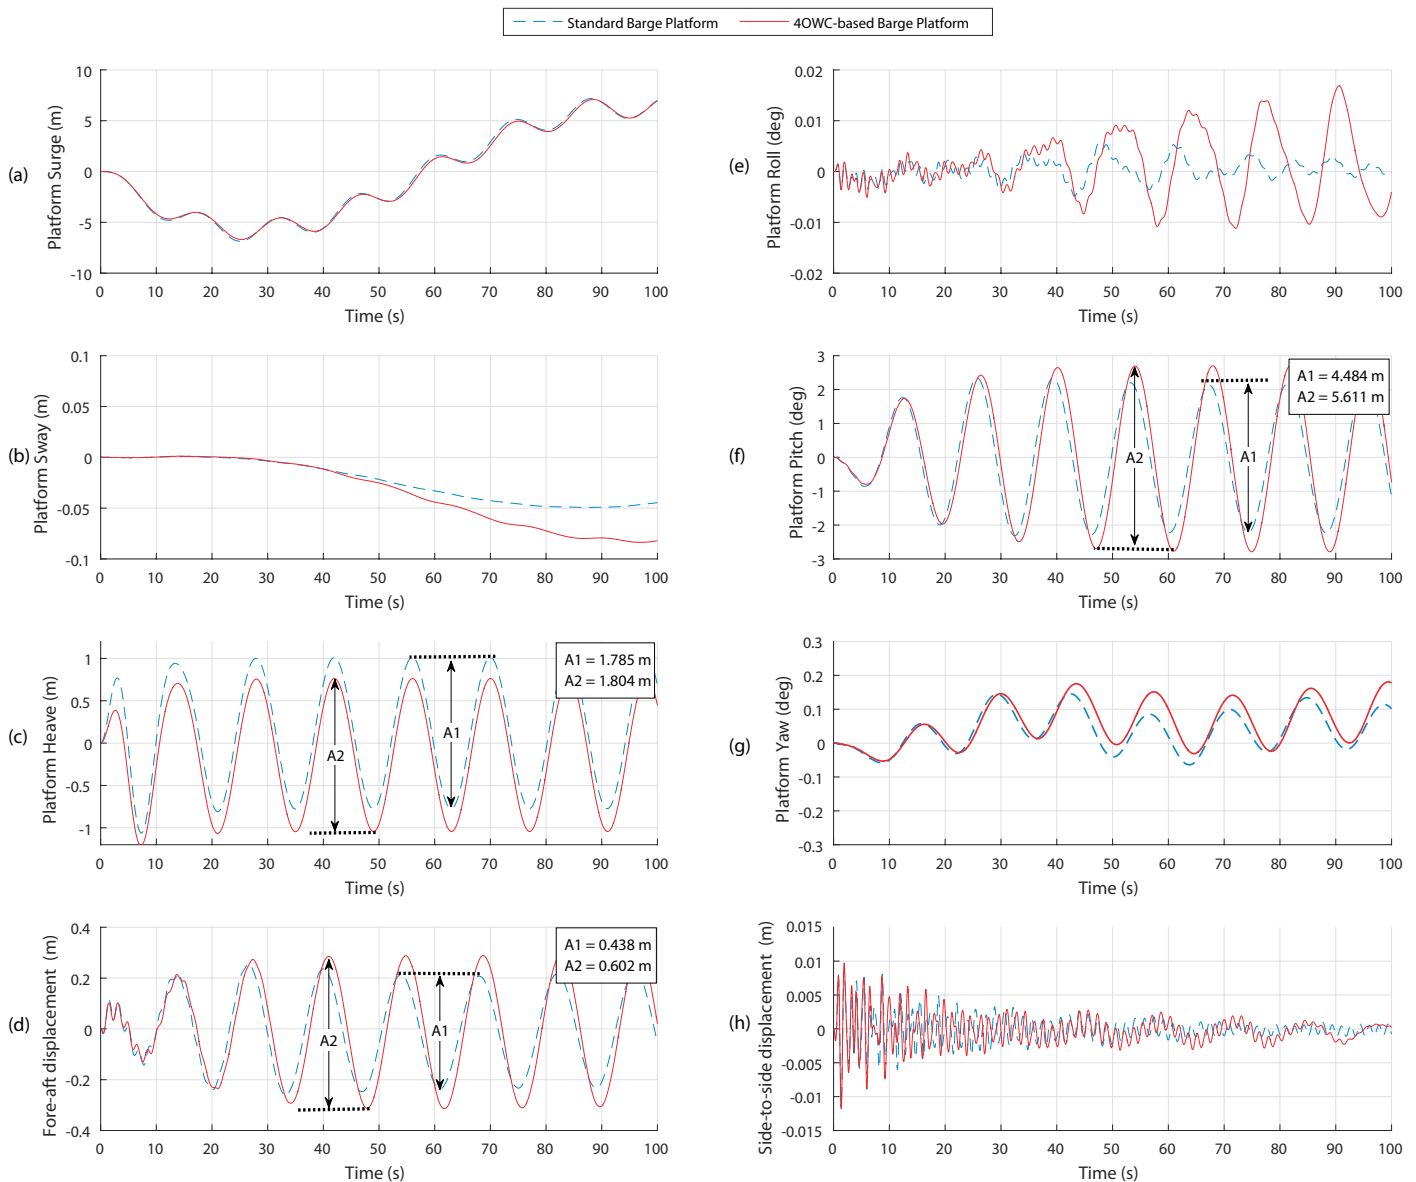 Standard Barge Platform
4OWC-based Barge Platform
(a)
Platform Surge (m)
10
5
0
-5
-10
0 10 20 30 40 50 60 70 80 90 100
Time (s)
(e)
Platform Roll (deg)
0.02
0.01
0
-0.01
-0.02
0 10 20 30 40 50 60 70 80 90 100
Time (s)
(b)
Platform Sway (m)
0.1
0.05
0
-0.05
-0.1
0 10 20 30 40 50 60 70 80 90 100
Time (s)
(f)
Platform Pitch (deg)
3
2
1
0
-1
-2
-3
A1 = 4.484 m
A2 = 5.611 m
A2
A1
0 10 20 30 40 50 60 70 80 90 100
Time (s)
(c)
Platform Heave (m)
1
0.5
0
-0.5
-1
A1 = 1.785 m
A2 = 1.804 m
A1
A2
0 10 20 30 40 50 60 70 80 90 100
Time (s)
(g)
Platform Yaw (deg)
0.3
0.2
0.1
0
-0.1
0.2
-0.3
0 10 20 30 40 50 60 70 80 90 100
Time (s)
(d)
Fore-aft displacement (m)
0.4
0.2
0
-0.2
-0.4
A1 = 0.438 m
A2 = 0.602 m
A1
A2
0 10 20 30 40 50 60 70 80 90 100
Time (s)
(h)
Side-to-side displacement (m)
0.015
0.01
0.005
0
-0.005
-0.01
-0.015
0 10 20 30 40 50 60 70 80 90 100
Time (s)